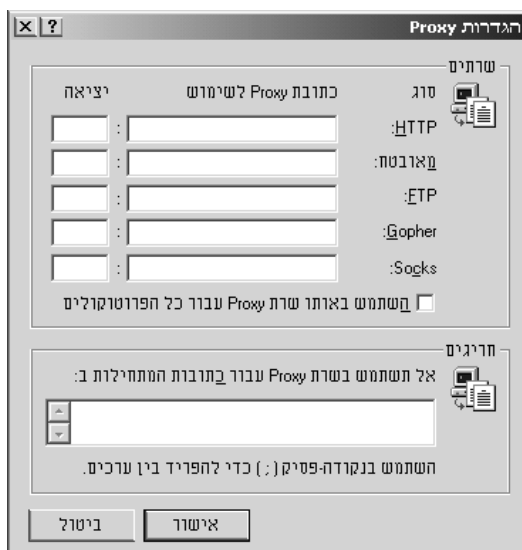 הגדרות Proxy
שרתים
סוג כתובת Proxy לשימוש יציאה
HTTP: :
מאובטח: :
FTP: :
Gopher: :
Socks: :
השתמש באותו שרת Proxy עבור כל הפרוטוקולים
חריגים
אל תשתמש בשרת Proxy עבור כתובות המתחילות ב:
השתמש בנקודה-פסיק ( ; ) כדי להפריד בין ערכים.
אישור ביטול